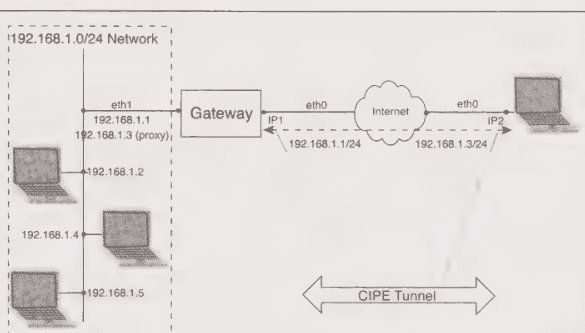 192.168.1.0/24 Network
eth1
192.168.1.1
192.168.1.3 (proxy)
Gateway
eth0
IP1
Internet
eth0
IP2
192.168.1.1/24
192.168.1.3/24
192.168.1.2
192.168.1.4
192.168.1.5
CIPE Tunnel